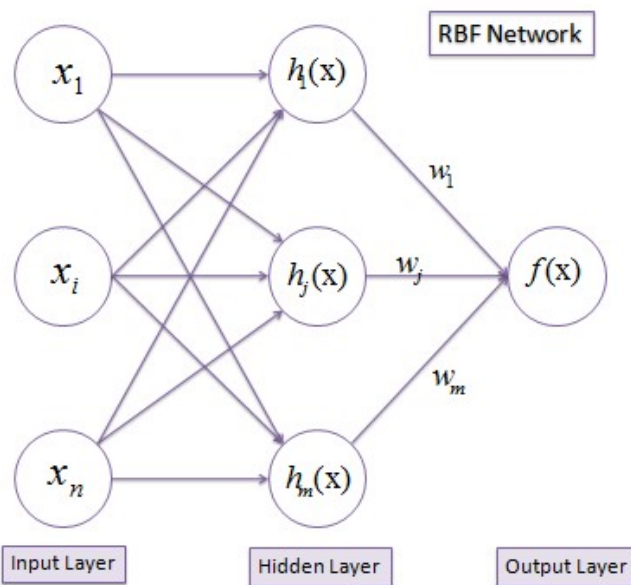 RBF Network
x₁
h₁(x)
w₁
xᵢ
hⱼ(x)
wⱼ
f(x)
wₘ
xₙ
hₘ(x)
Input Layer
Hidden Layer
Output Layer